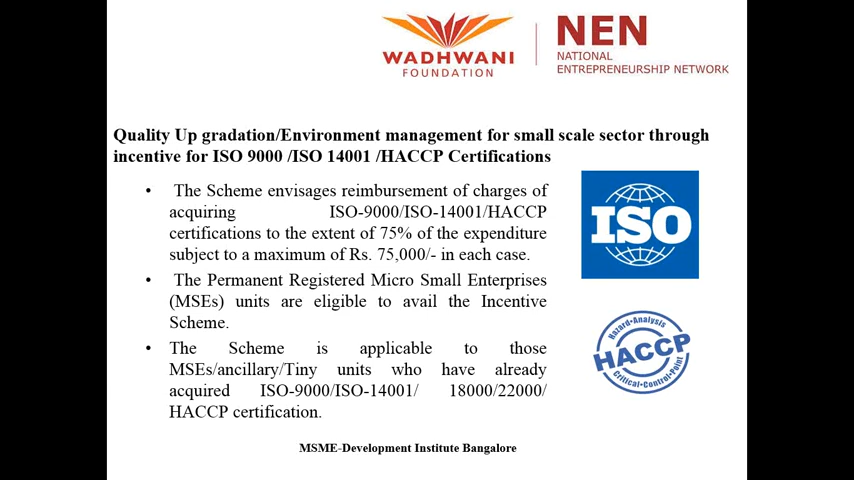 WADHWANI
FOUNDATION
NEN
NATIONAL
ENTREPRENEURSHIP NETWORK
Quality Up gradation/Environment management for small scale sector through
incentive for ISO 9000 /ISO 14001 /HACCP Certifications
• The Scheme envisages reimbursement of charges of
acquiring ISO-9000/ISO-14001/HACCP
certifications to the extent of 75% of the expenditure
subject to a maximum of Rs. 75,000/- in each case.
• The Permanent Registered Micro Small Enterprises
(MSEs) units are eligible to avail the Incentive
Scheme.
• The Scheme is applicable to those
MSEs/ancillary/Tiny units who have already
acquired ISO-9000/ISO-14001/ 18000/22000/
HACCP certification.
ISO
Hazard•Analysis
HACCP
Critical•Control•Point
MSME-Development Institute Bangalore